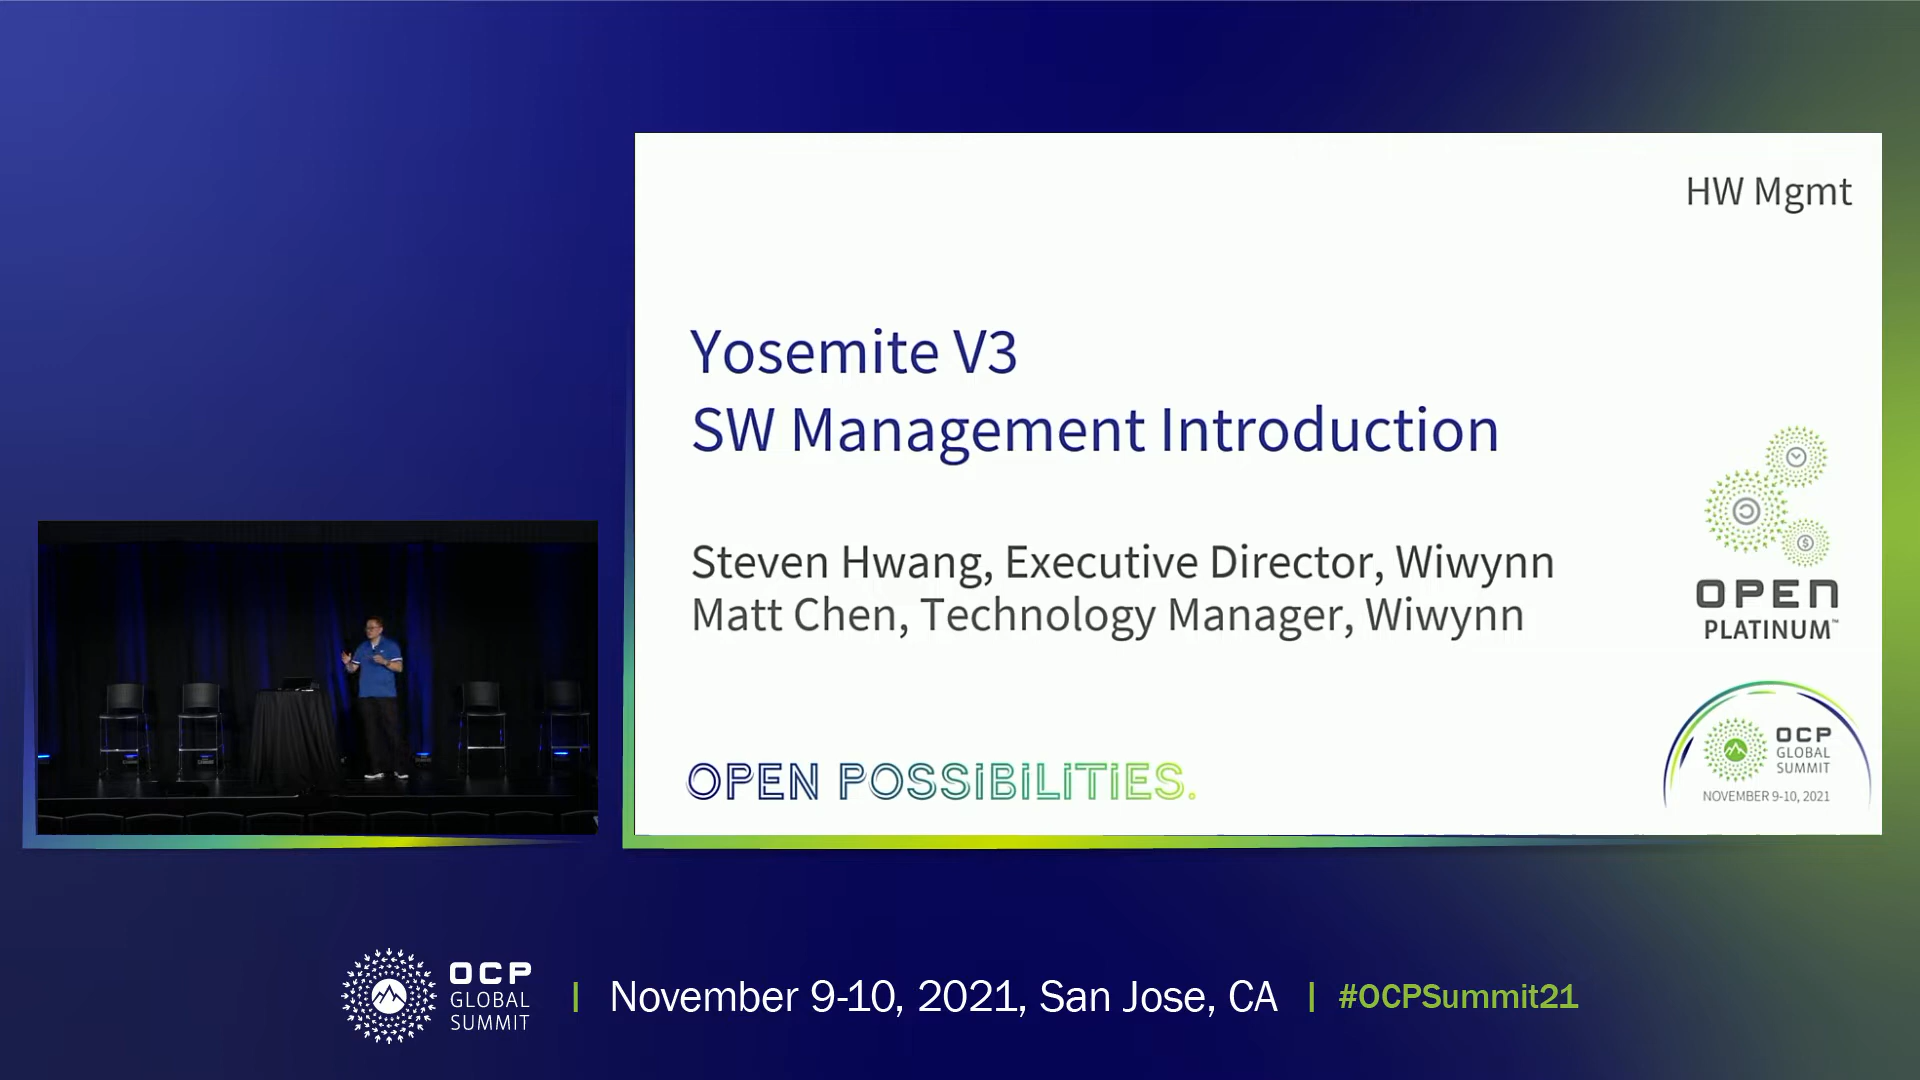 HW Mgmt
Yosemite V3
SW Management Introduction
Steven Hwang, Executive Director, Wiwynn
Matt Chen, Technology Manager, Wiwynn
OPEN
PLATINUM™
OPEN POSSIBILITIES.
OCP
GLOBAL
SUMMIT
NOVEMBER 9-10, 2021
OCP
GLOBAL
SUMMIT
November 9-10, 2021, San Jose, CA
#OCPSummit21